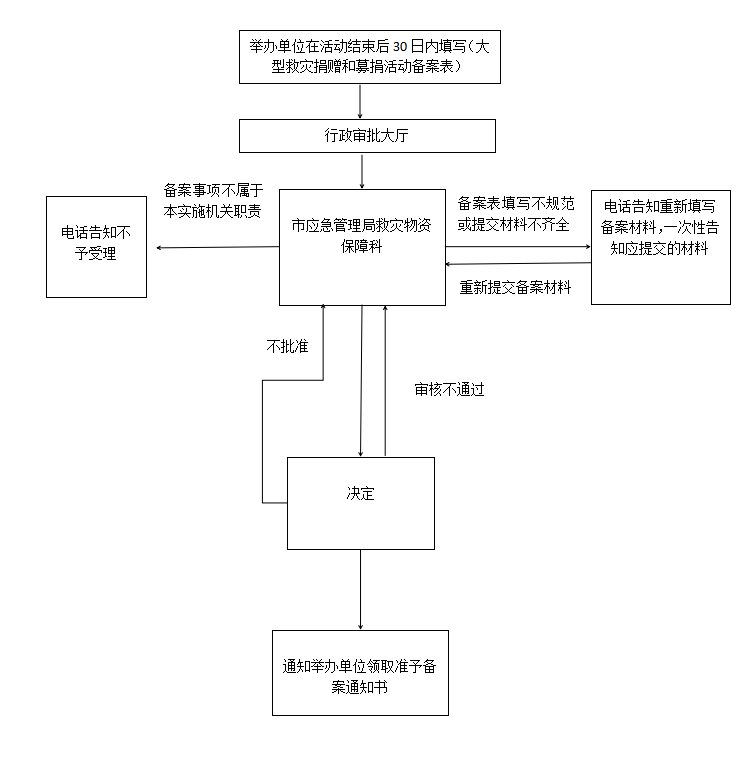 举办单位在活动结束后30日内填写（大
型救灾捐赠和募捐活动备案表）
行政审批大厅
备案事项不属于
本实施机关职责
电话告知不
予受理
市应急管理局救灾物资
保障科
备案表填写不规范
或提交材料不齐全
电话告知重新填写
备案材料，一次性告
知应提交的材料
重新提交备案材料
不批准
审核不通过
决定
通知举办单位领取准予备
案通知书